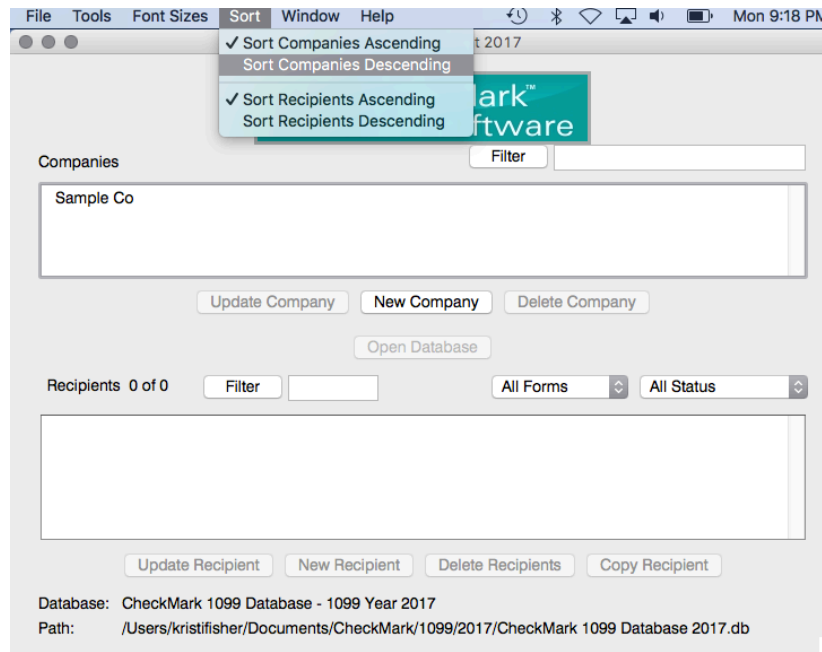 File Tools Font Sizes Sort Window Help Mon 9:18 PM
✓ Sort Companies Ascending
t 2017
Sort Companies Descending
✓ Sort Recipients Ascending
ark™
Sort Recipients Descending
ftware
Companies
Filter
Sample Co
Update Company New Company Delete Company
Open Database
Recipients 0 of 0 Filter All Forms All Status
Update Recipient New Recipient Delete Recipients Copy Recipient
Database: CheckMark 1099 Database - 1099 Year 2017
Path: /Users/kristifisher/Documents/CheckMark/1099/2017/CheckMark 1099 Database 2017.db